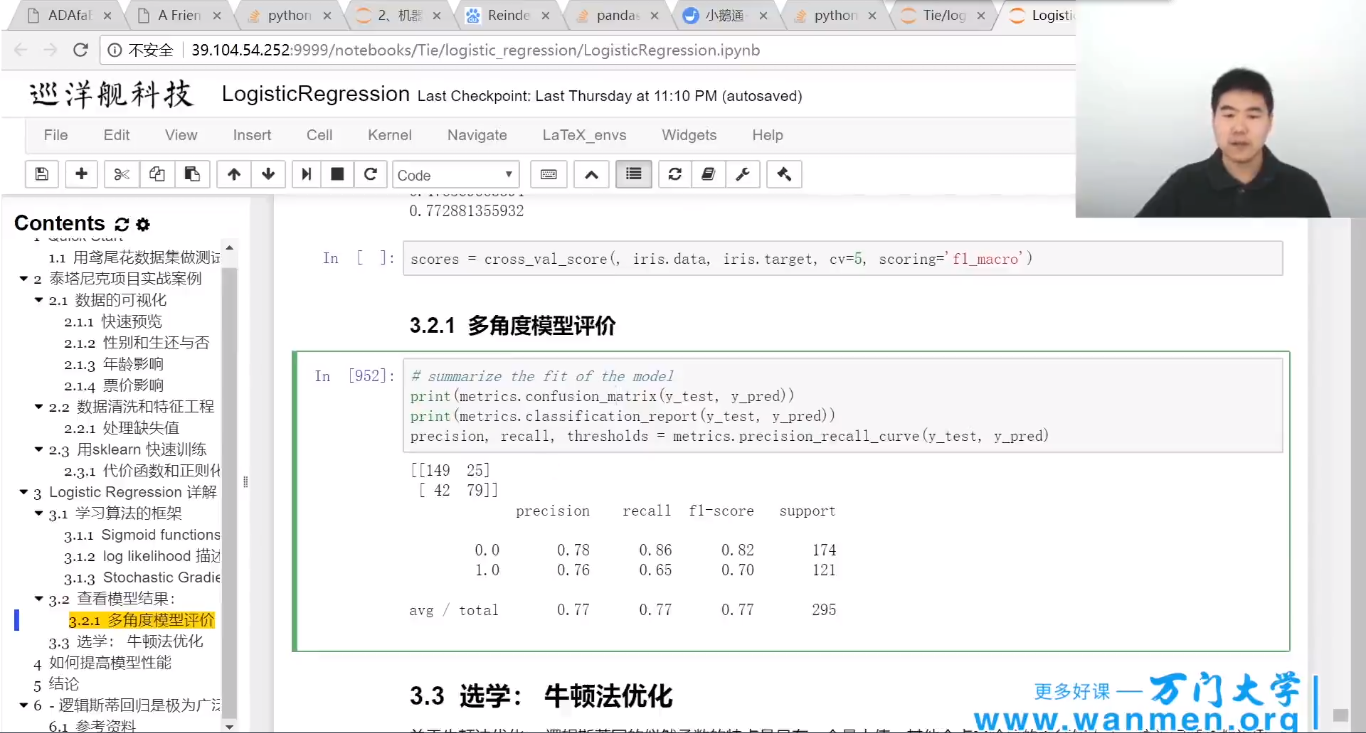 ADAfaE
A Frien
python
2、机器
Reinde
pandas
小鹅通
python
Tie/log
Logisti
不安全 39.104.54.252:9999/notebooks/Tie/logistic_regression/LogisticRegression.ipynb
巡洋舰科技 LogisticRegression Last Checkpoint: Last Thursday at 11:10 PM (autosaved)
File Edit View Insert Cell Kernel Navigate LaTeX_envs Widgets Help
Code
Contents
1 Quick Start
1.1 用鸢尾花数据集做测试
2 泰塔尼克项目实战案例
2.1 数据的可视化
2.1.1 快速预览
2.1.2 性别和生还与否
2.1.3 年龄影响
2.1.4 票价影响
2.2 数据清洗和特征工程
2.2.1 处理缺失值
2.3 用sklearn 快速训练
2.3.1 代价函数和正则化
3 Logistic Regression 详解
3.1 学习算法的框架
3.1.1 Sigmoid functions
3.1.2 log likelihood 描述
3.1.3 Stochastic Gradie
3.2 查看模型结果:
3.2.1 多角度模型评价
3.3 选学： 牛顿法优化
4 如何提高模型性能
5 结论
6 - 逻辑斯蒂回归是极为广泛
6.1 参考资料
0.772881355932
In [ ]: scores = cross_val_score(, iris.data, iris.target, cv=5, scoring='f1_macro')
3.2.1 多角度模型评价
In [952]: # summarize the fit of the model
print(metrics.confusion_matrix(y_test, y_pred))
print(metrics.classification_report(y_test, y_pred))
precision, recall, thresholds = metrics.precision_recall_curve(y_test, y_pred)
[[149 25]
[ 42 79]]
precision recall f1-score support
0.0 0.78 0.86 0.82 174
1.0 0.76 0.65 0.70 121
avg / total 0.77 0.77 0.77 295
3.3 选学： 牛顿法优化
更多好课 — 万门大学
www.wanmen.org